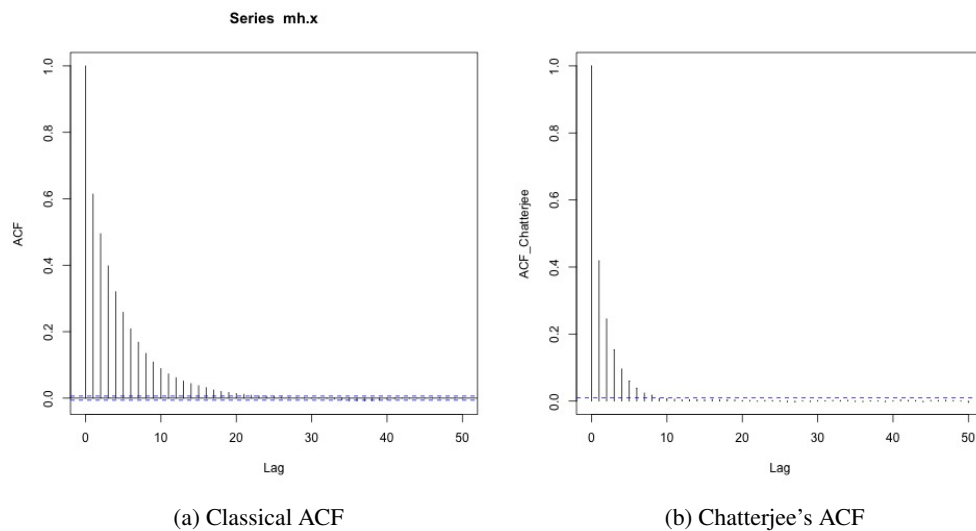 Series mh.x
ACF
1.0
0.8
0.6
0.4
0.2
0.0
0 10 20 30 40 50
Lag
(a) Classical ACF
ACF_Chatterjee
1.0
0.8
0.6
0.4
0.2
0.0
0 10 20 30 40 50
Lag
(b) Chatterjee's ACF